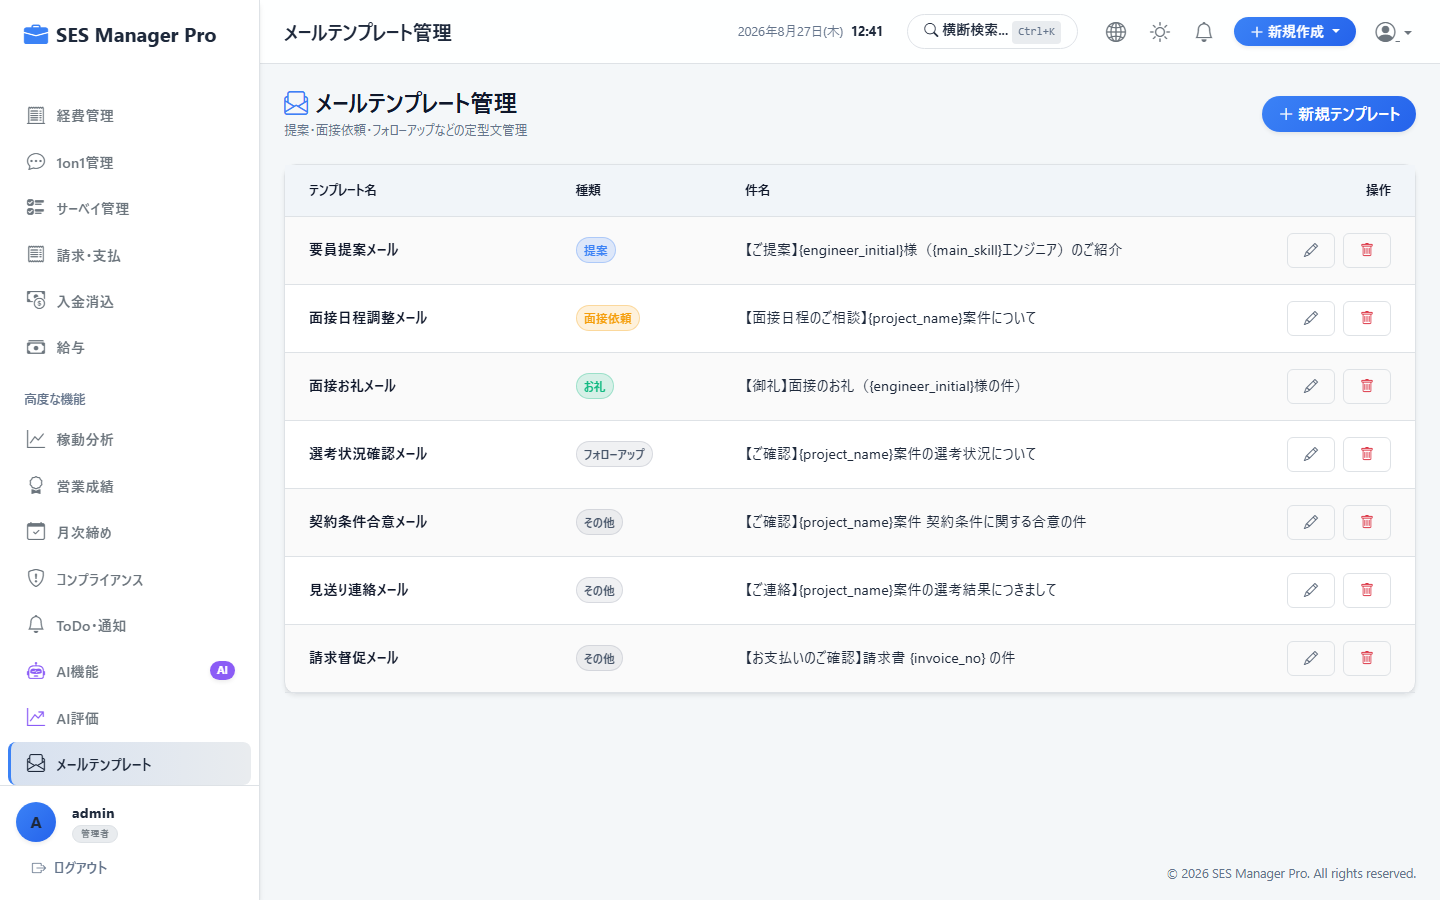 SES Manager Pro
経費管理
1on1管理
サーベイ管理
請求・支払
入金消込
給与
高度な機能
稼動分析
営業成績
月次締め
コンプライアンス
ToDo・通知
AI機能
AI
AI評価
メールテンプレート
A
admin
管理者
ログアウト
メールテンプレート管理
2026年8月27日(木) 12:41
横断検索... Ctrl+K
新規作成
メールテンプレート管理
提案・面接依頼・フォローアップなどの定型文管理
新規テンプレート
テンプレート名 種類 件名 操作
要員提案メール 提案 【ご提案】{engineer_initial}様（{main_skill}エンジニア）のご紹介
面接日程調整メール 面接依頼 【面接日程のご相談】{project_name}案件について
面接お礼メール お礼 【御礼】面接のお礼（{engineer_initial}様の件）
選考状況確認メール フォローアップ 【ご確認】{project_name}案件の選考状況について
契約条件合意メール その他 【ご確認】{project_name}案件 契約条件に関する合意の件
見送り連絡メール その他 【ご連絡】{project_name}案件の選考結果につきまして
請求督促メール その他 【お支払いのご確認】請求書 {invoice_no} の件
© 2026 SES Manager Pro. All rights reserved.